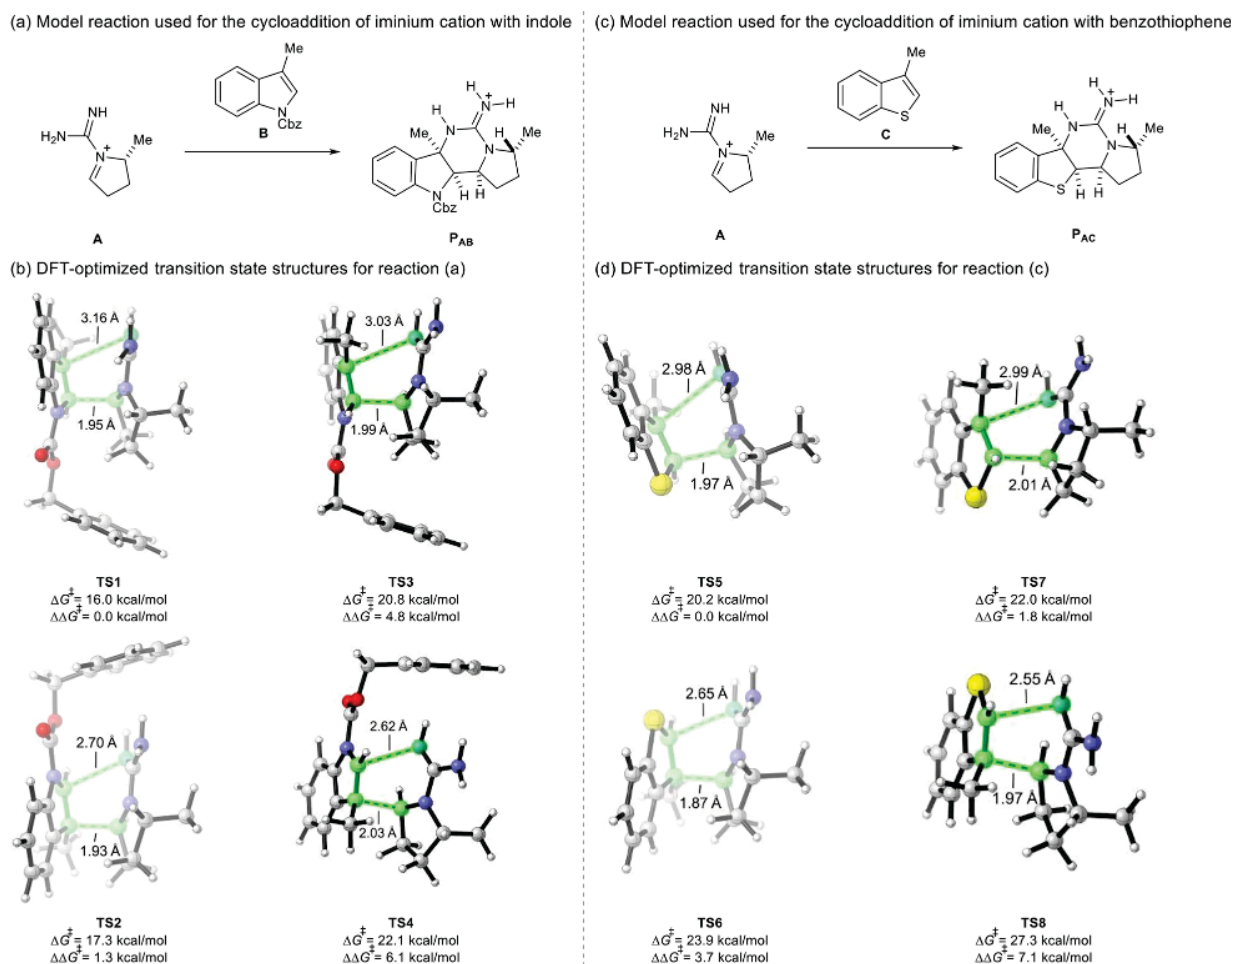 (a) Model reaction used for the cycloaddition of iminium cation with indole
Me
N
Cbz
B
NH
H₂N
N
+
Me
A
H
N
+
H
H
N
Me
H
Me
N
N
Cbz
H
H
P_AB
(b) DFT-optimized transition state structures for reaction (a)
3.16 Å
1.95 Å
TS1
ΔG‡= 16.0 kcal/mol
ΔΔG‡= 0.0 kcal/mol
3.03 Å
1.99 Å
TS3
ΔG‡= 20.8 kcal/mol
ΔΔG‡= 4.8 kcal/mol
2.70 Å
1.93 Å
TS2
ΔG‡= 17.3 kcal/mol
ΔΔG‡= 1.3 kcal/mol
2.62 Å
2.03 Å
TS4
ΔG‡= 22.1 kcal/mol
ΔΔG‡= 6.1 kcal/mol
(c) Model reaction used for the cycloaddition of iminium cation with benzothiophene
Me
S
C
NH
H₂N
N
+
Me
A
H
N
+
H
H
N
Me
H
Me
N
S
H
H
P_AC
(d) DFT-optimized transition state structures for reaction (c)
2.98 Å
1.97 Å
TS5
ΔG‡= 20.2 kcal/mol
ΔΔG‡= 0.0 kcal/mol
2.99 Å
2.01 Å
TS7
ΔG‡= 22.0 kcal/mol
ΔΔG‡= 1.8 kcal/mol
2.65 Å
1.87 Å
TS6
ΔG‡= 23.9 kcal/mol
ΔΔG‡= 3.7 kcal/mol
2.55 Å
1.97 Å
TS8
ΔG‡= 27.3 kcal/mol
ΔΔG‡= 7.1 kcal/mol